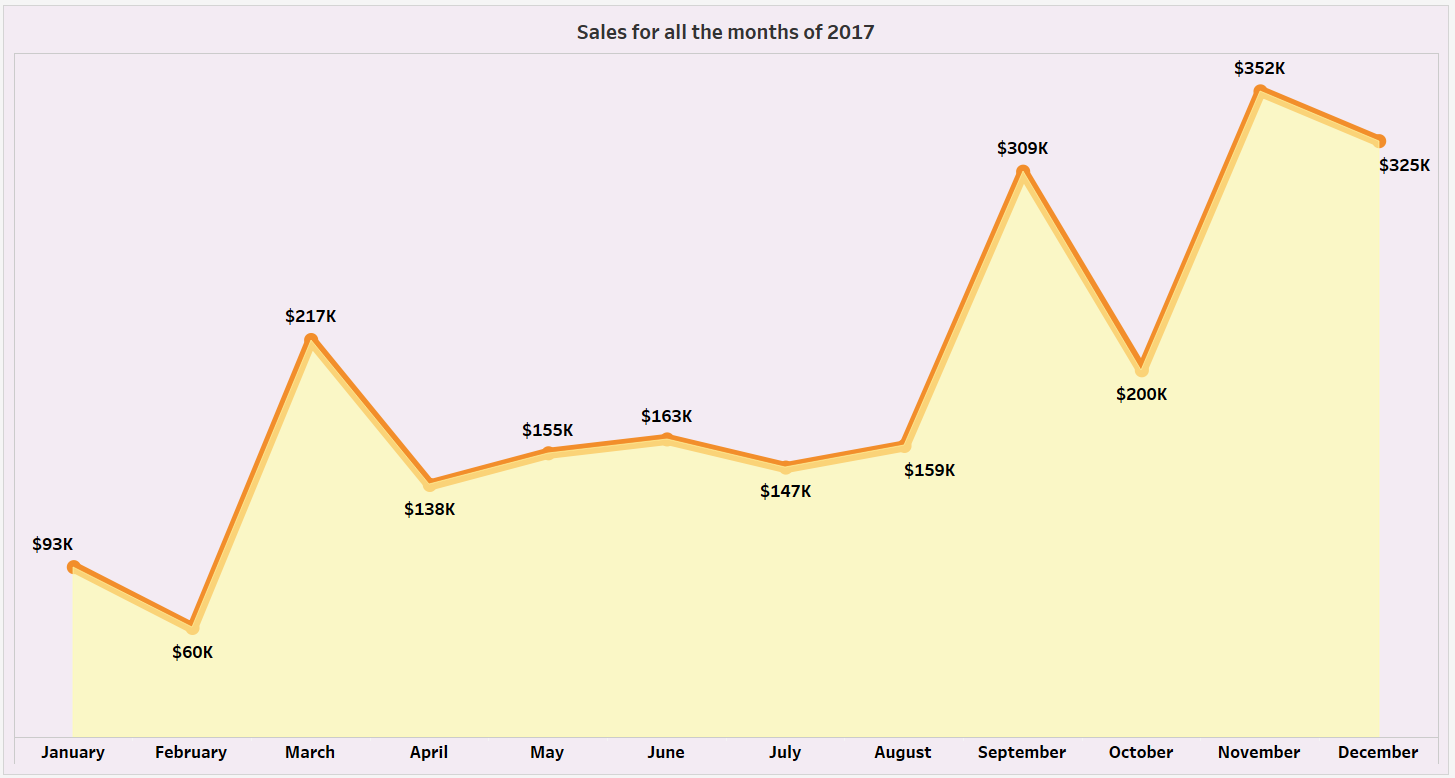 Sales for all the months of 2017
$352K
$309K
$325K
$217K
$200K
$163K
$155K
$159K
$147K
$138K
$93K
$60K
January February March April May June July August September October November December